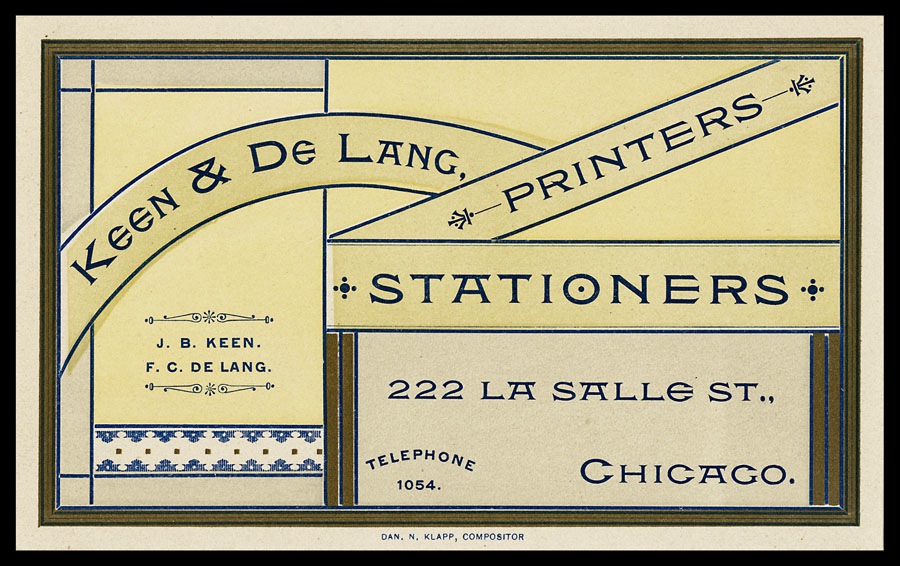 Keen & De Lang,
PRINTERS
STATIONERS
J. B. KEEN.
F. C. DE LANG.
222 LA SALLE ST.,
TELEPHONE
1054.
CHICAGO.
DAN. N. KLAPP, COMPOSITOR